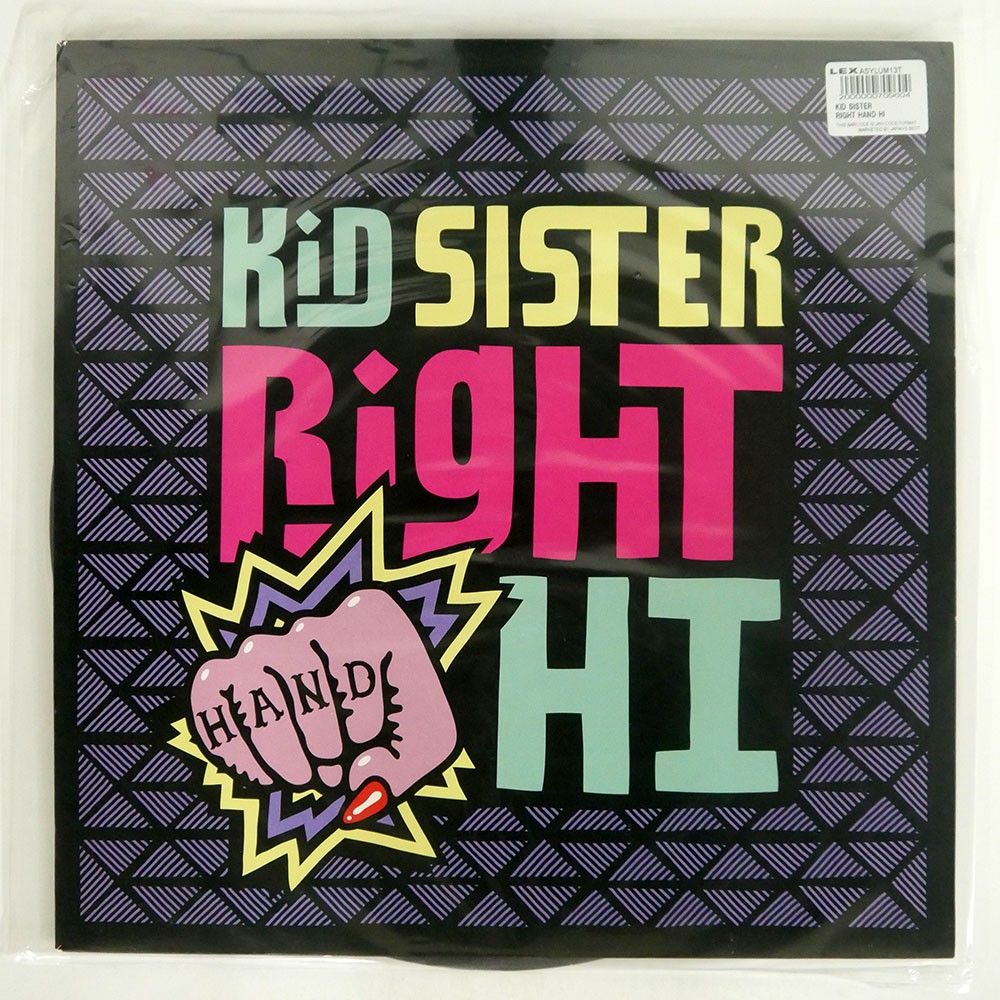 LEX ASYLUM13T
KID SISTER
RIGHT HAND HI
KiD SISTER
RigHT
HAND
HI